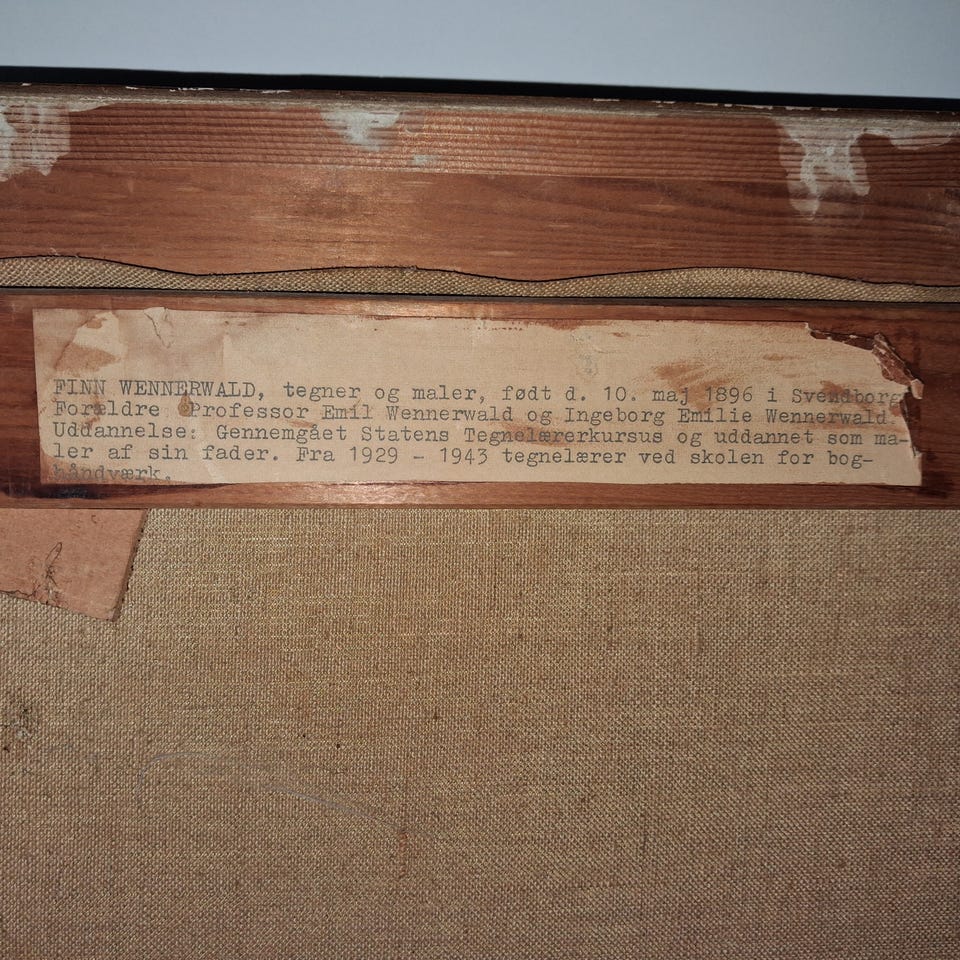 FINN WENNERWALD, tegner og maler, født d. 10. maj 1896 i Svendborg
Forældre Professor Emil Wennerwald og Ingeborg Emilie Wennerwald.
Uddannelse: Gennemgået Statens Tegnelærerkursus og uddannet som ma-
ler af sin fader. Fra 1929 - 1943 tegnelærer ved skolen for bog-
håndværk.